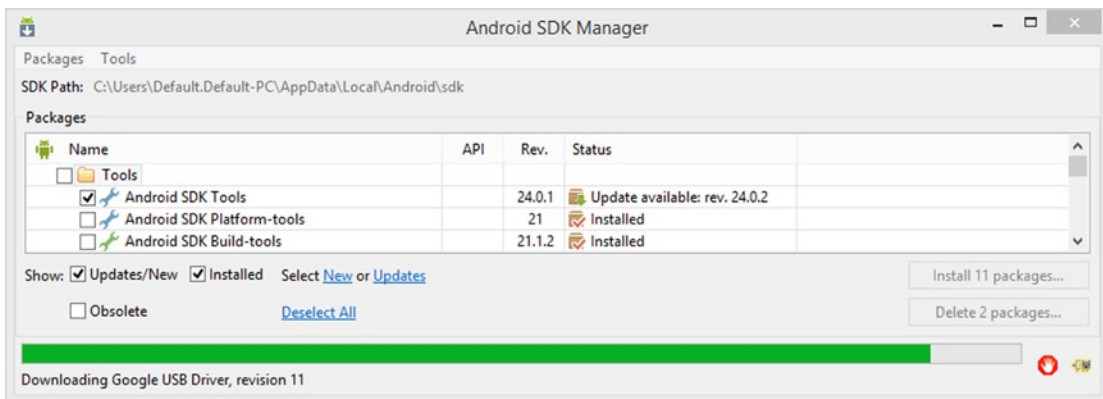 Android SDK Manager
Packages Tools
SDK Path: C:\Users\Default.Default-PC\AppData\Local\Android\sdk
Packages
Name API Rev. Status
Tools
Android SDK Tools 24.0.1 Update available: rev. 24.0.2
Android SDK Platform-tools 21 Installed
Android SDK Build-tools 21.1.2 Installed
Show: Updates/New Installed Select New or Updates Install 11 packages...
Obsolete Deselect All Delete 2 packages...
Downloading Google USB Driver, revision 11